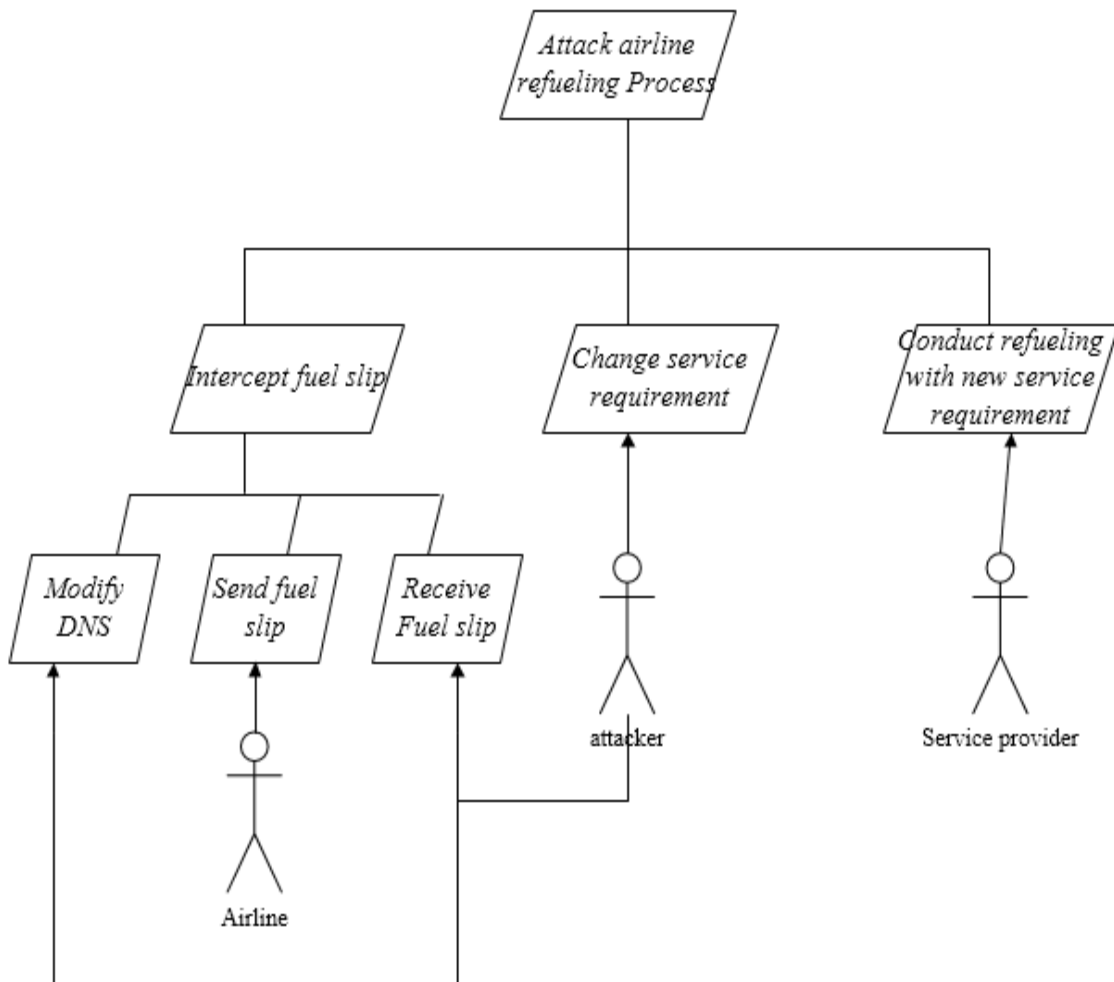 Attack airline
refueling Process
Intercept fuel slip
Change service
requirement
Conduct refueling
with new service
requirement
Modify
DNS
Send fuel
slip
Receive
Fuel slip
attacker
Service provider
Airline